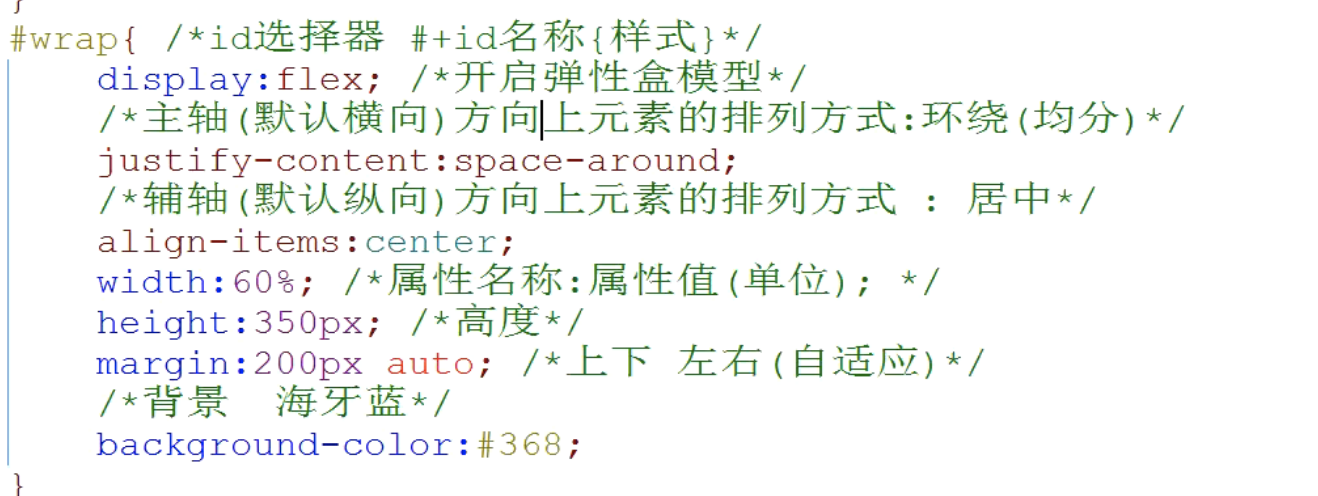 }
#wrap{ /*id选择器 #+id名称{样式}*/
display:flex; /*开启弹性盒模型*/
/*主轴(默认横向)方向上元素的排列方式:环绕(均分)*/
justify-content:space-around;
/*辅轴(默认纵向)方向上元素的排列方式 : 居中*/
align-items:center;
width:60%; /*属性名称:属性值(单位); */
height:350px; /*高度*/
margin:200px auto; /*上下 左右(自适应)*/
/*背景 海牙蓝*/
background-color:#368;
}